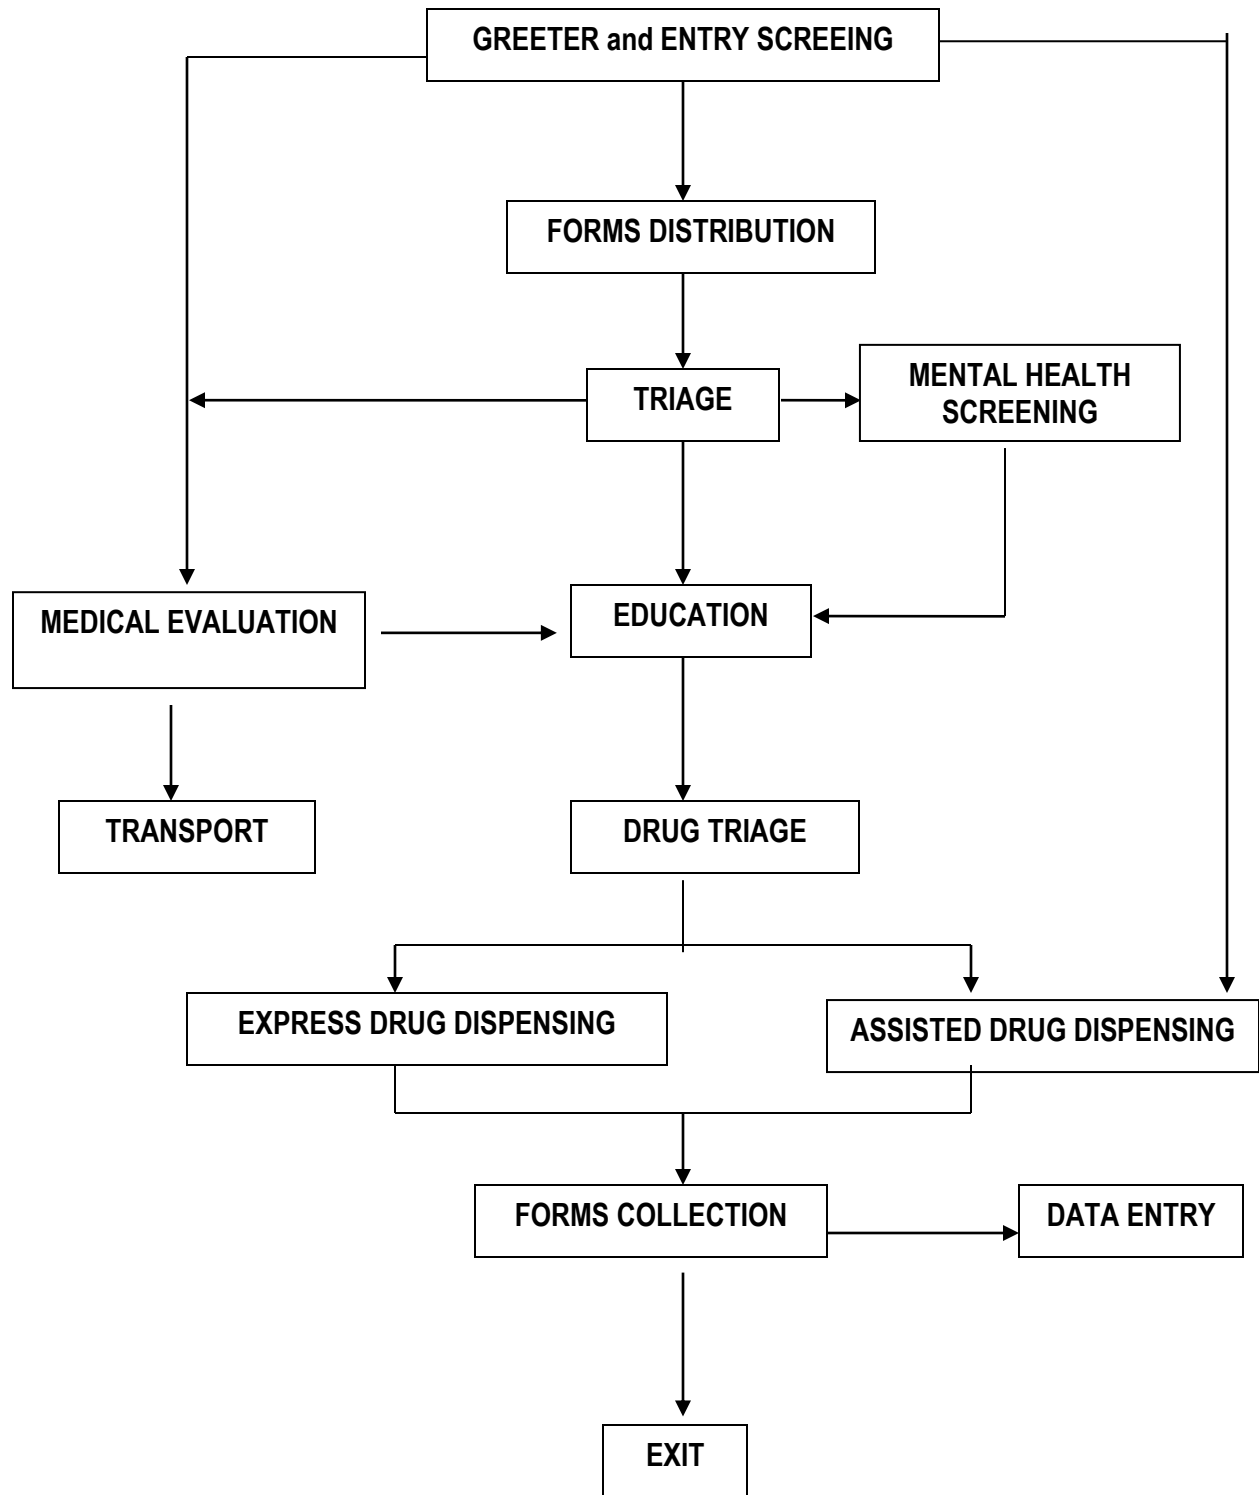 GREETER and ENTRY SCREEING
FORMS DISTRIBUTION
TRIAGE
MENTAL HEALTH
SCREENING
MEDICAL EVALUATION
EDUCATION
TRANSPORT
DRUG TRIAGE
EXPRESS DRUG DISPENSING
ASSISTED DRUG DISPENSING
FORMS COLLECTION
DATA ENTRY
EXIT